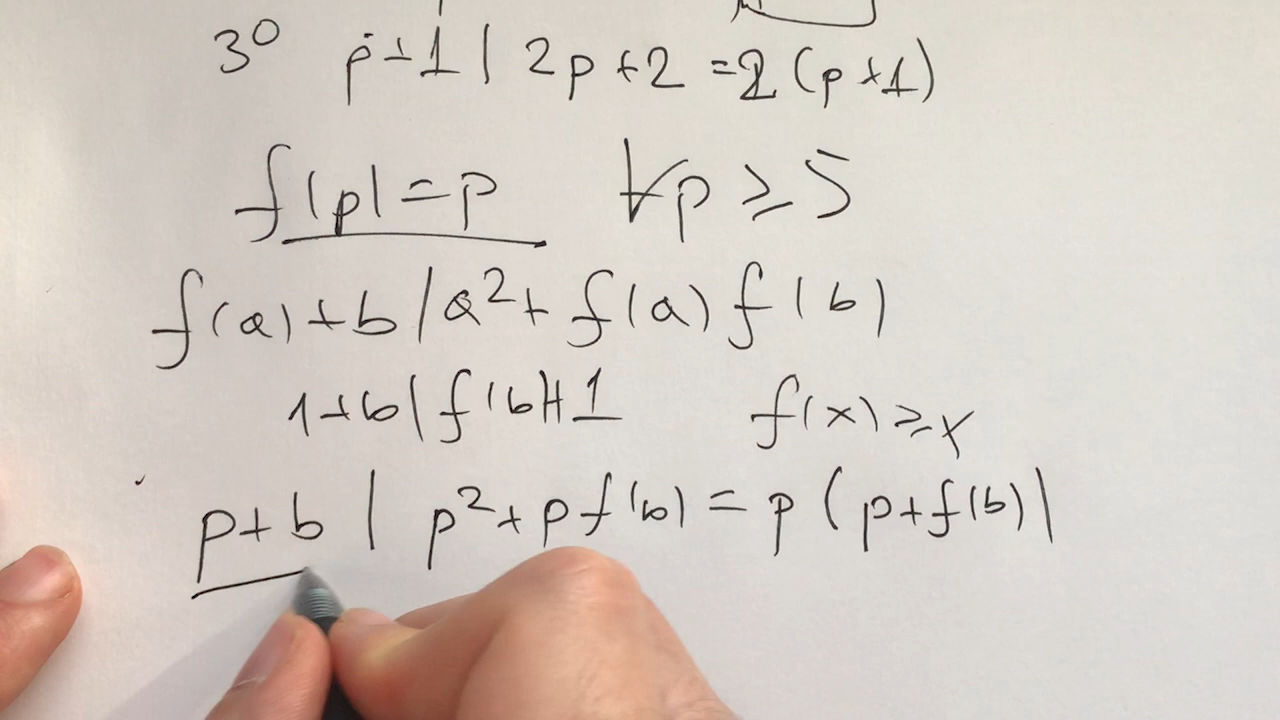 3° p+1 | 2p+2 = 2(p+1)
f(p) = p ∀p ≥ 5
f(a)+b | a²+f(a)f(b)
1+b | f(b)+1 f(x) ≥ x
p+b | p²+pf(b) = p(p+f(b))